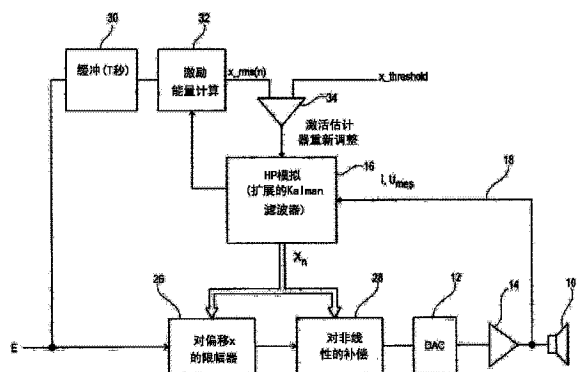 30
32
缓冲(T秒)
激励
能量计算
x_rms(n)
x_threshold
34
激活估计
器重新调整
16
HP模拟
(扩展的Kalman
滤波器)
i, Umes
18
Xn
26
28
12
14
10
E
对偏移x
的限幅器
对非线
性的补偿
DAC